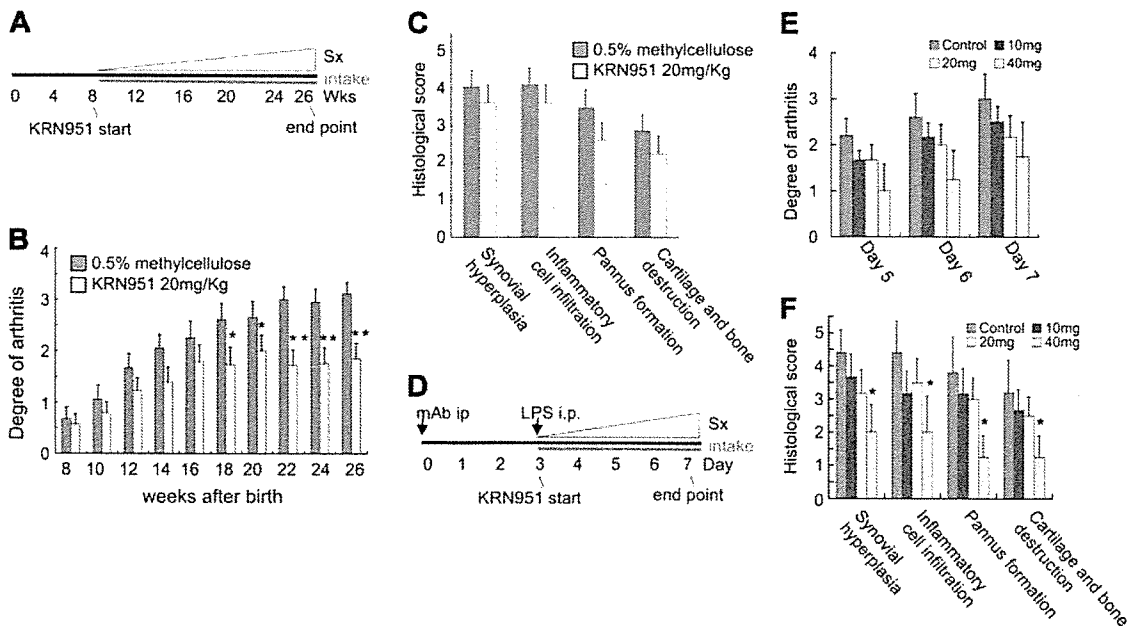 A
Sx
intake
0 4 8 12 16 20 24 26 Wks
KRN951 start
end point
B
0.5% methylcellulose
KRN951 20mg/Kg
Degree of arthritis
4
3
2
1
0
* * * * * * * *
8 10 12 14 16 18 20 22 24 26
weeks after birth
C
0.5% methylcellulose
KRN951 20mg/Kg
Histological score
5
4
3
2
1
0
Synovial
hyperplasia
Inflammatory
cell infiltration
Pannus formation
Cartilage and bone
destruction
D
mAb ip
LPS i.p.
Sx
intake
0 1 2 3 4 5 6 7 Day
KRN951 start
end point
E
Control 10mg
20mg 40mg
Degree of arthritis
4
3
2
1
0
Day 5
Day 6
Day 7
F
Control 10mg
20mg 40mg
Histological score
5
4
3
2
1
0
* * * *
Synovial
hyperplasia
Inflammatory
cell infiltration
Pannus formation
Cartilage and bone
destruction